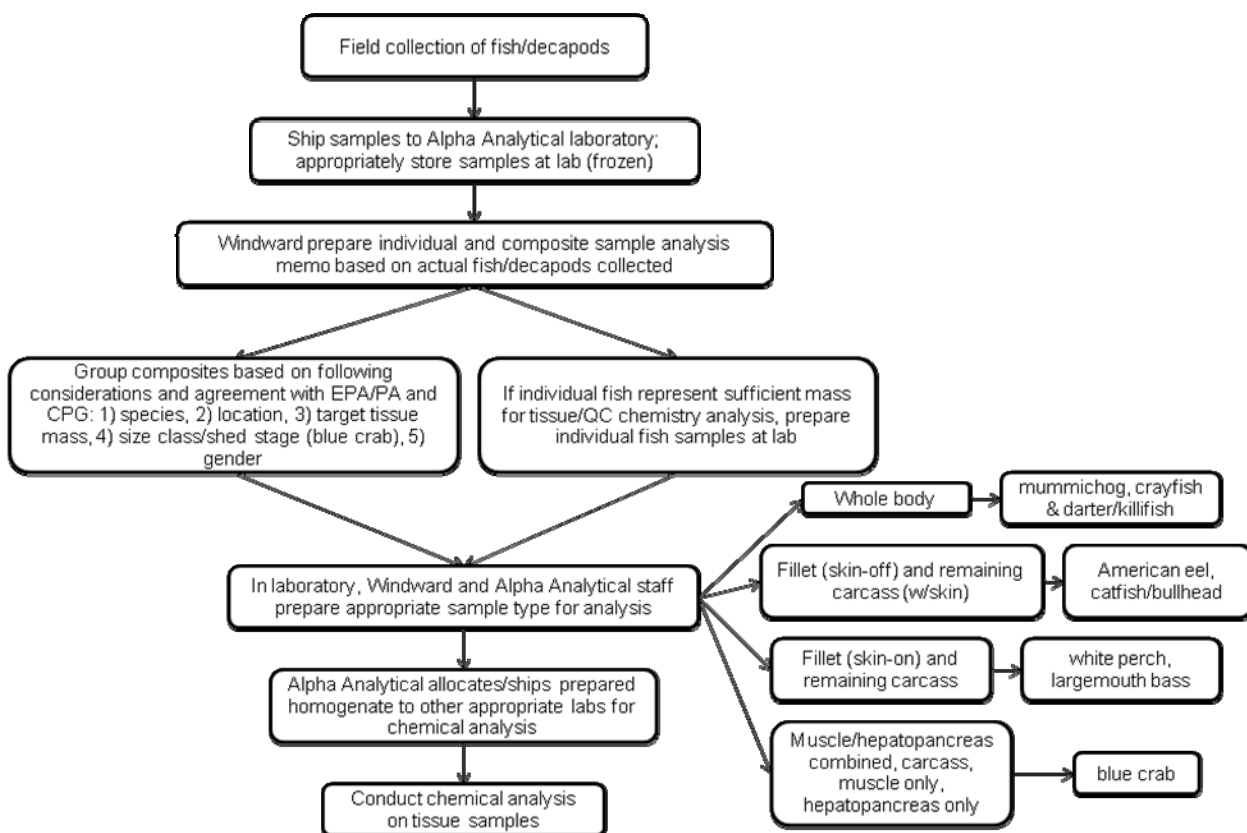 Field collection of fish/decapods
Ship samples to Alpha Analytical laboratory;
appropriately store samples at lab (frozen)
Windward prepare individual and composite sample analysis
memo based on actual fish/decapods collected
Group composites based on following
considerations and agreement with EPA/PA and
CPG: 1) species, 2) location, 3) target tissue
mass, 4) size class/shed stage (blue crab), 5)
gender
If individual fish represent sufficient mass
for tissue/QC chemistry analysis, prepare
individual fish samples at lab
In laboratory, Windward and Alpha Analytical staff
prepare appropriate sample type for analysis
Alpha Analytical allocates/ships prepared
homogenate to other appropriate labs for
chemical analysis
Conduct chemical analysis
on tissue samples
Whole body
mummichog, crayfish
& darter/killifish
Fillet (skin-off) and remaining
carcass (w/skin)
American eel,
catfish/bullhead
Fillet (skin-on) and
remaining carcass
white perch,
largemouth bass
Muscle/hepatopancreas
combined, carcass,
muscle only,
hepatopancreas only
blue crab